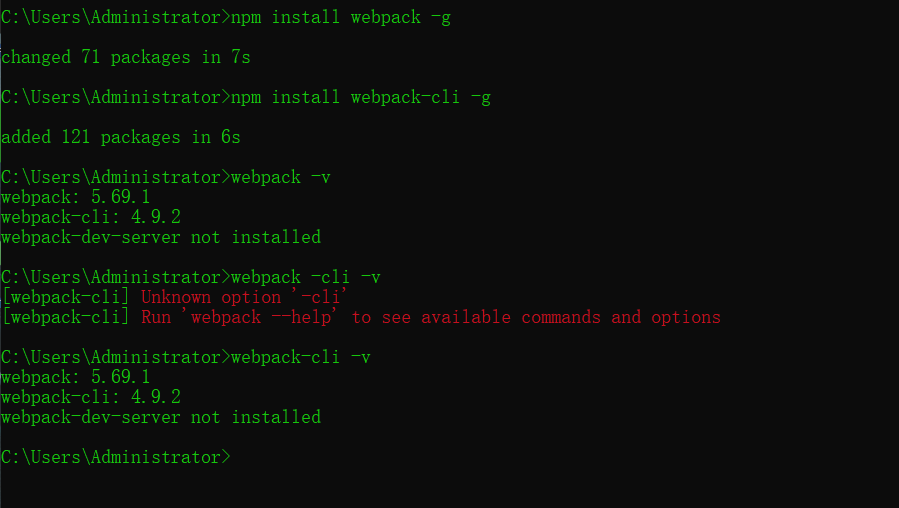 C:\Users\Administrator>npm install webpack -g
changed 71 packages in 7s
C:\Users\Administrator>npm install webpack-cli -g
added 121 packages in 6s
C:\Users\Administrator>webpack -v
webpack: 5.69.1
webpack-cli: 4.9.2
webpack-dev-server not installed
C:\Users\Administrator>webpack -cli -v
[webpack-cli] Unknown option '-cli'
[webpack-cli] Run 'webpack --help' to see available commands and options
C:\Users\Administrator>webpack-cli -v
webpack: 5.69.1
webpack-cli: 4.9.2
webpack-dev-server not installed
C:\Users\Administrator>